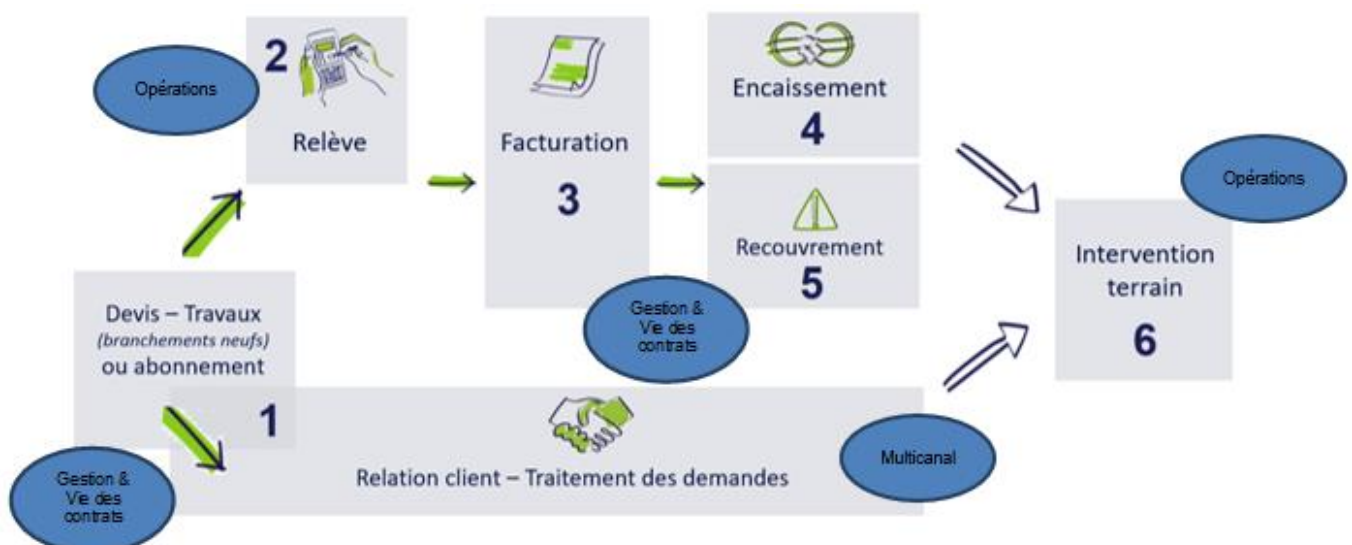 2
Opérations
Relève
Facturation
3
Encaissement
4
Recouvrement
5
Opérations
Intervention
terrain
6
Gestion &
Vie des
contrats
Devis – Travaux
(branchements neufs)
ou abonnement
1
Relation client – Traitement des demandes
Multicanal
Gestion &
Vie des
contrats